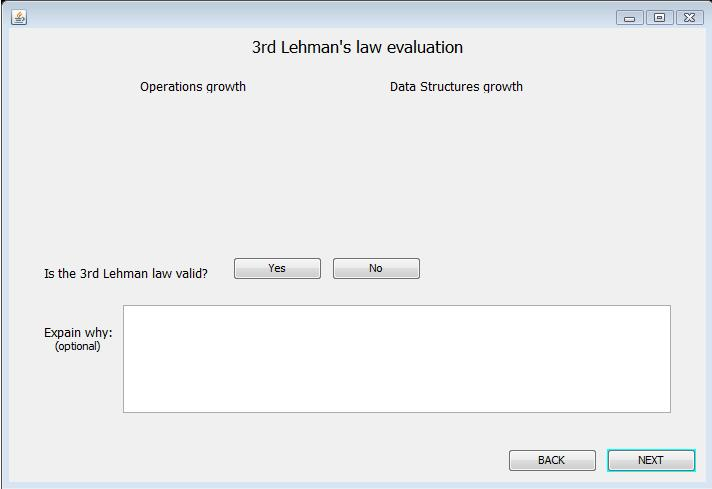 3rd Lehman's law evaluation
Operations growth Data Structures growth
Is the 3rd Lehman law valid? Yes No
Expain why:
(optional)
BACK NEXT